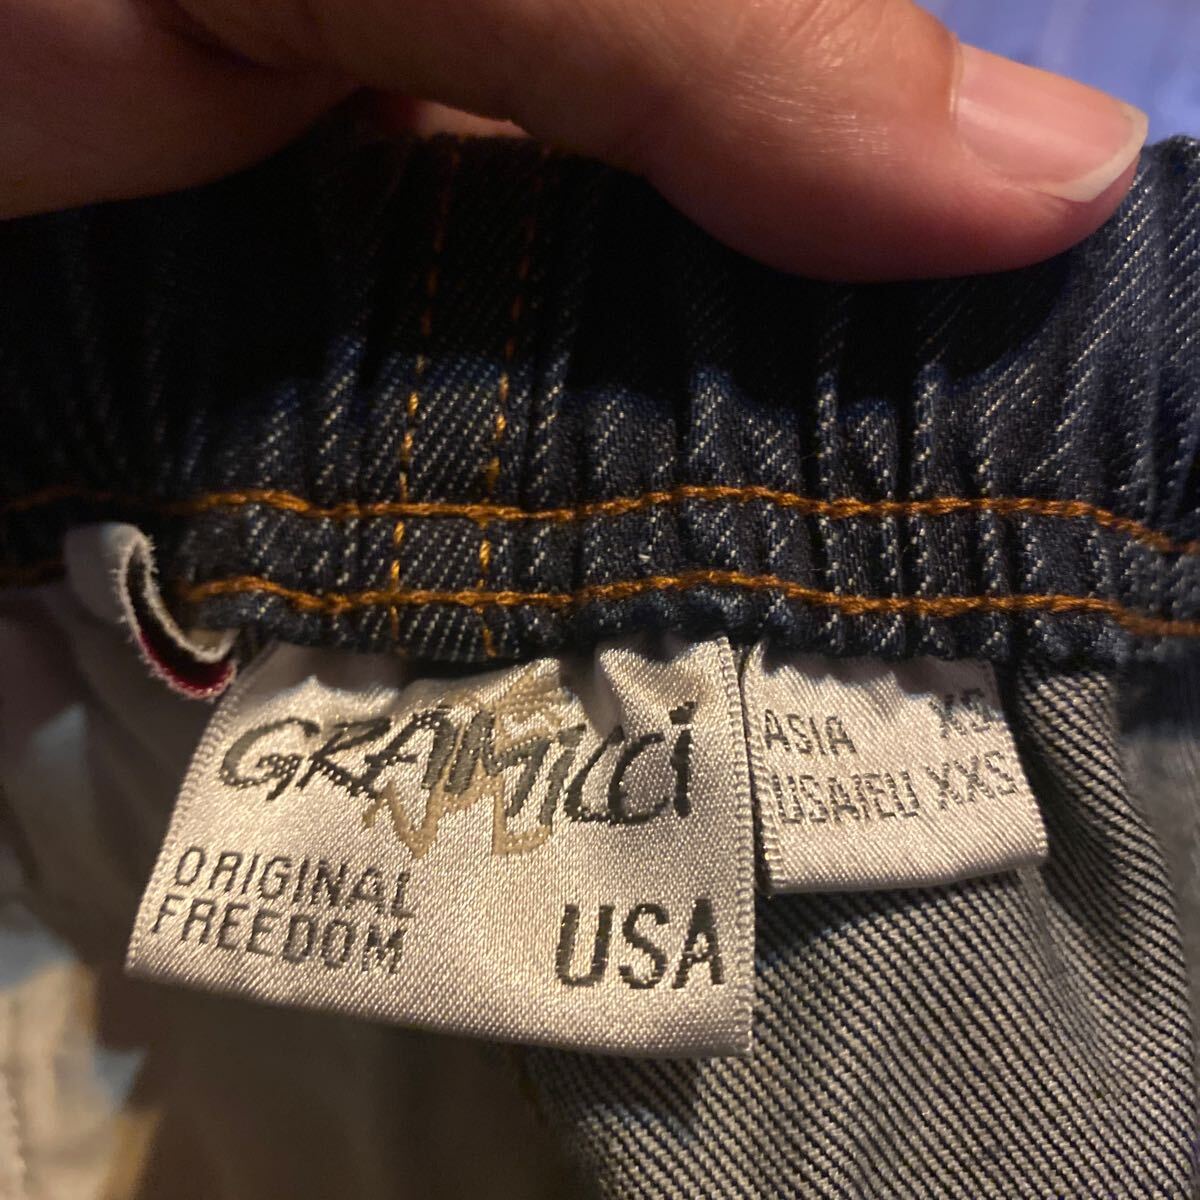 GRAMICCI
ORIGINAL
FREEDOM
USA
ASIA XS
USA/EU XXS